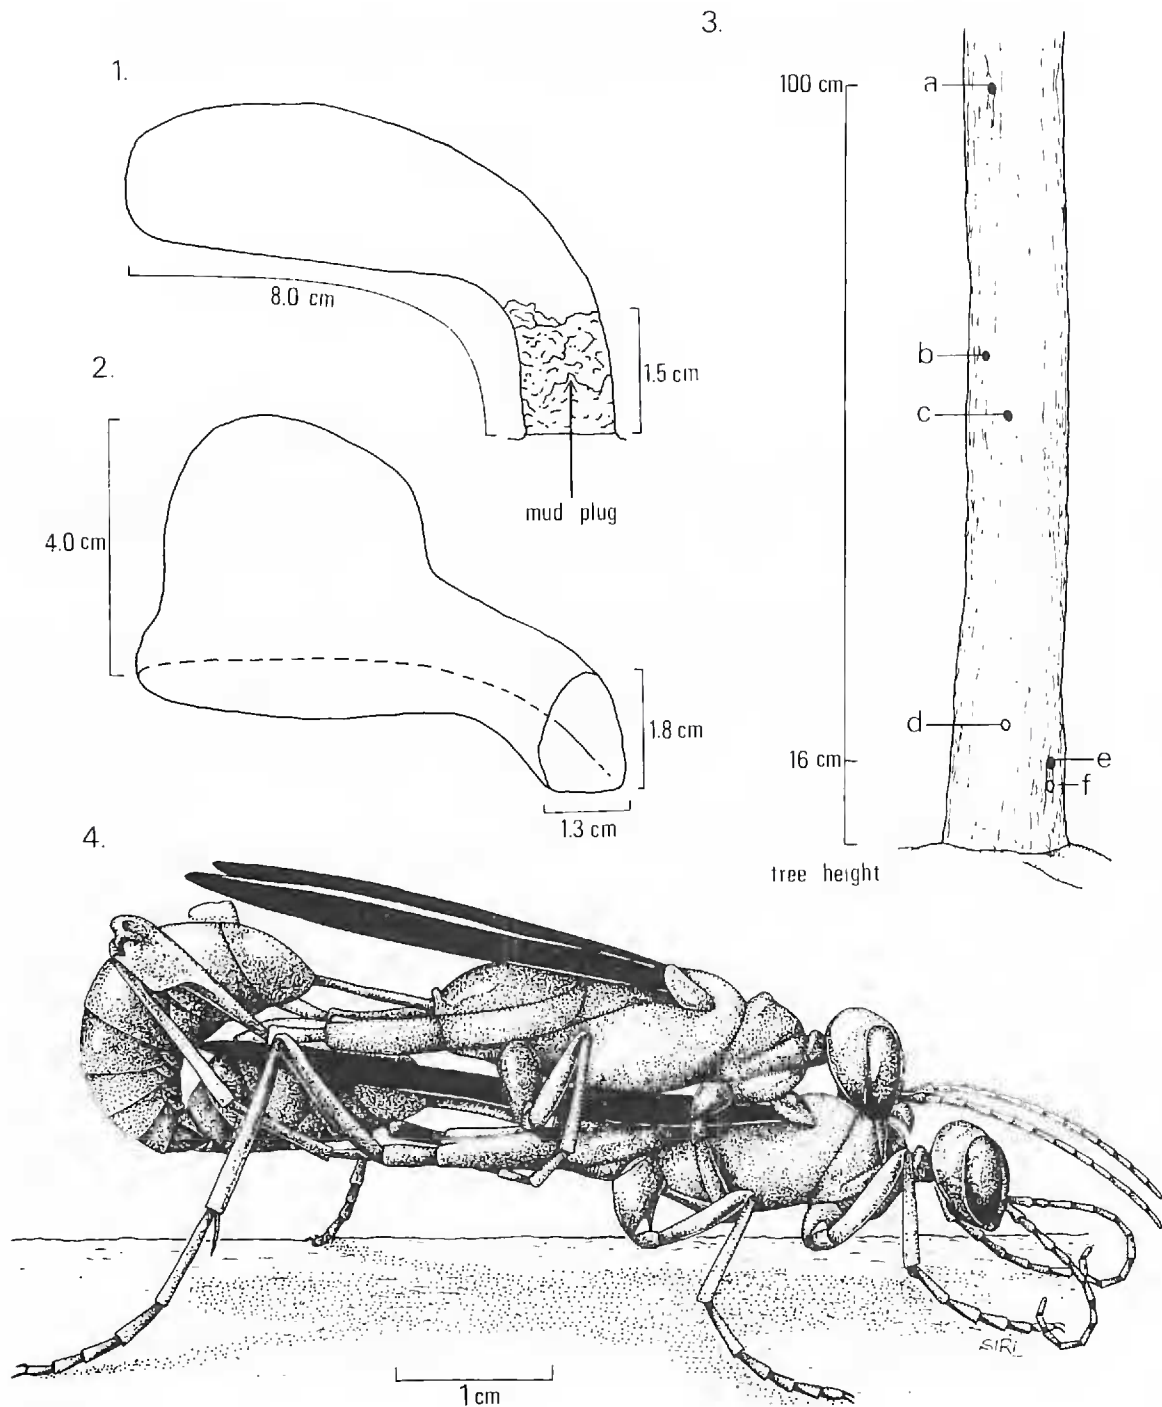 1.
8.0 cm
1.5 cm
mud plug
2.
4.0 cm
1.8 cm
1.3 cm
3.
100 cm
a
b
c
d
16 cm
e
f
tree height
4.
SIRI
1 cm